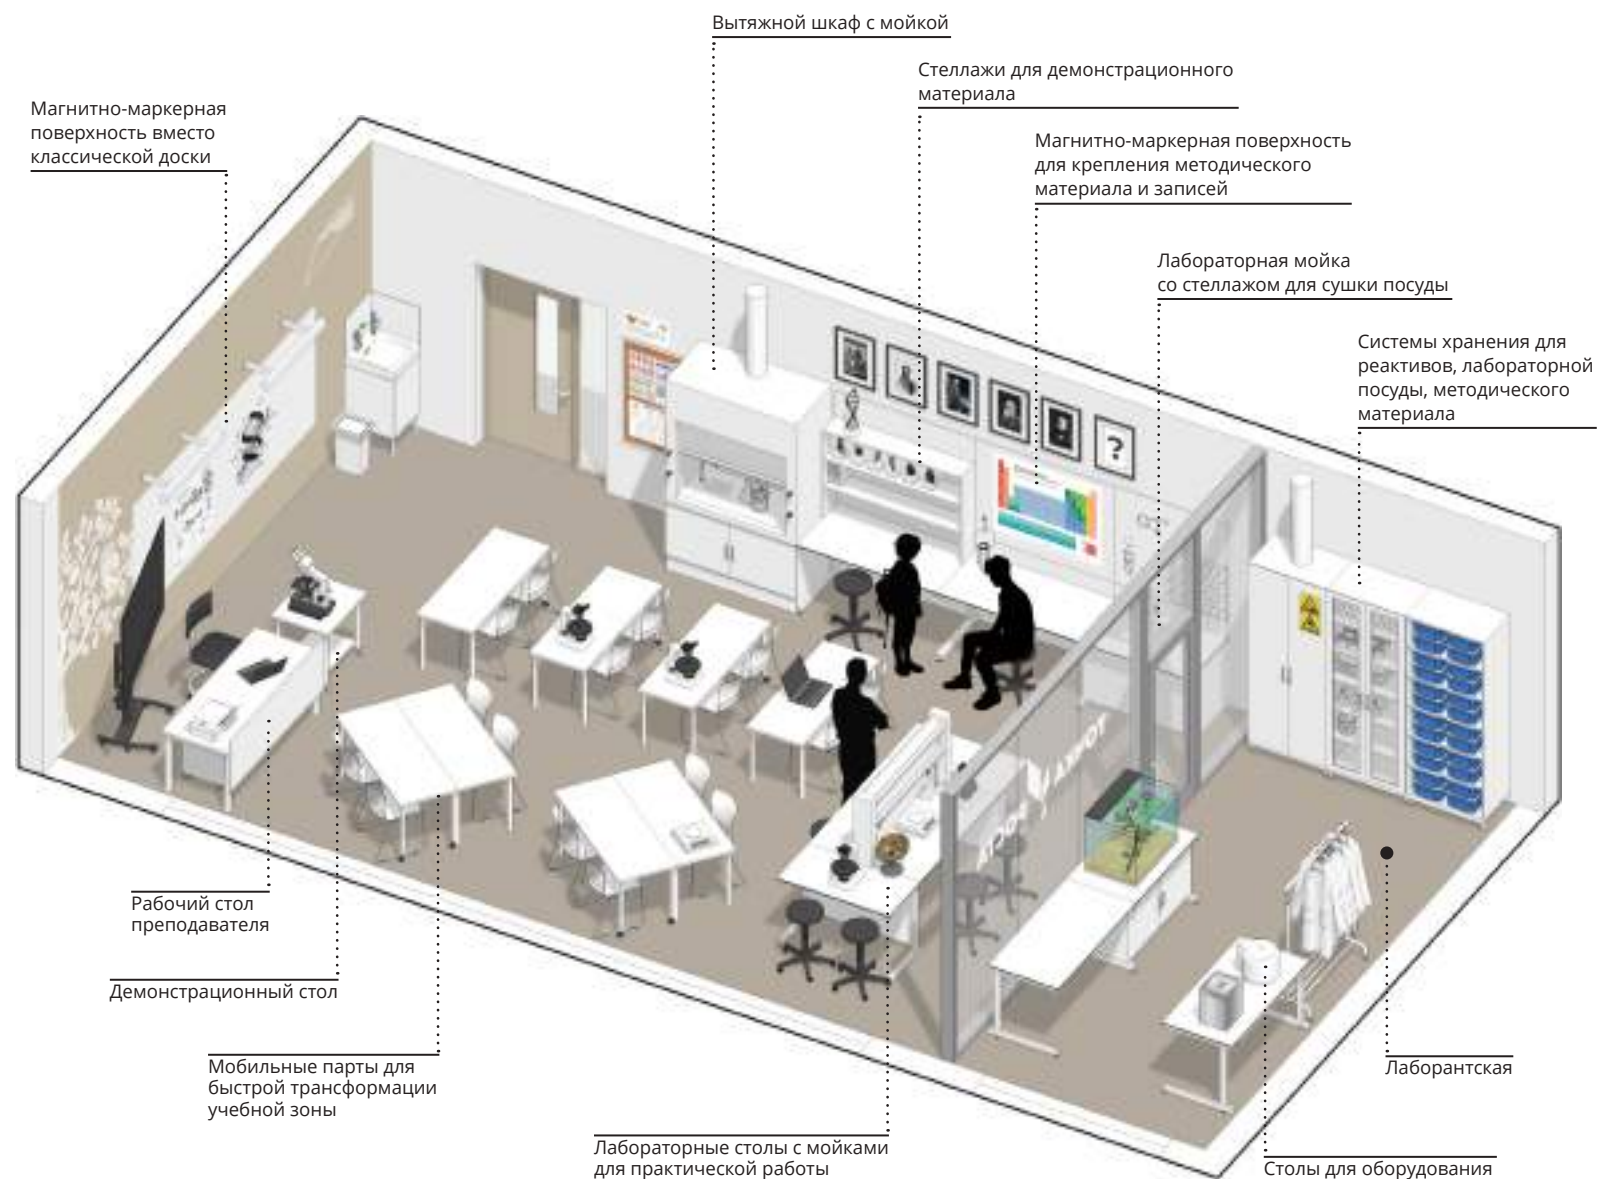 Вытяжной шкаф с мойкой
Стеллажи для демонстрационного
материала
Магнитно-маркерная
поверхность вместо
классической доски
Магнитно-маркерная поверхность
для крепления методического
материала и записей
Лабораторная мойка
со стеллажом для сушки посуды
Системы хранения для
реактивов, лабораторной
посуды, методического
материала
?
Рабочий стол
преподавателя
Демонстрационный стол
Мобильные парты для
быстрой трансформации
учебной зоны
Лабораторные столы с мойками
для практической работы
Лаборантская
Столы для оборудования